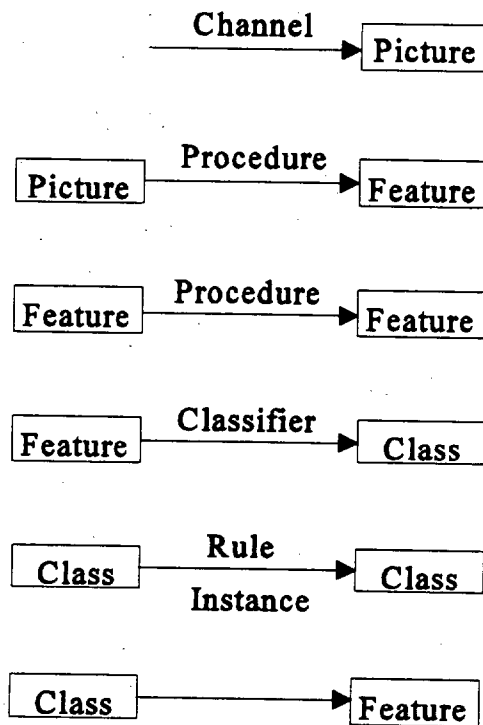 Channel
Picture
Procedure
Picture
Feature
Procedure
Feature
Feature
Classifier
Feature
Class
Rule
Class
Class
Instance
Class
Feature